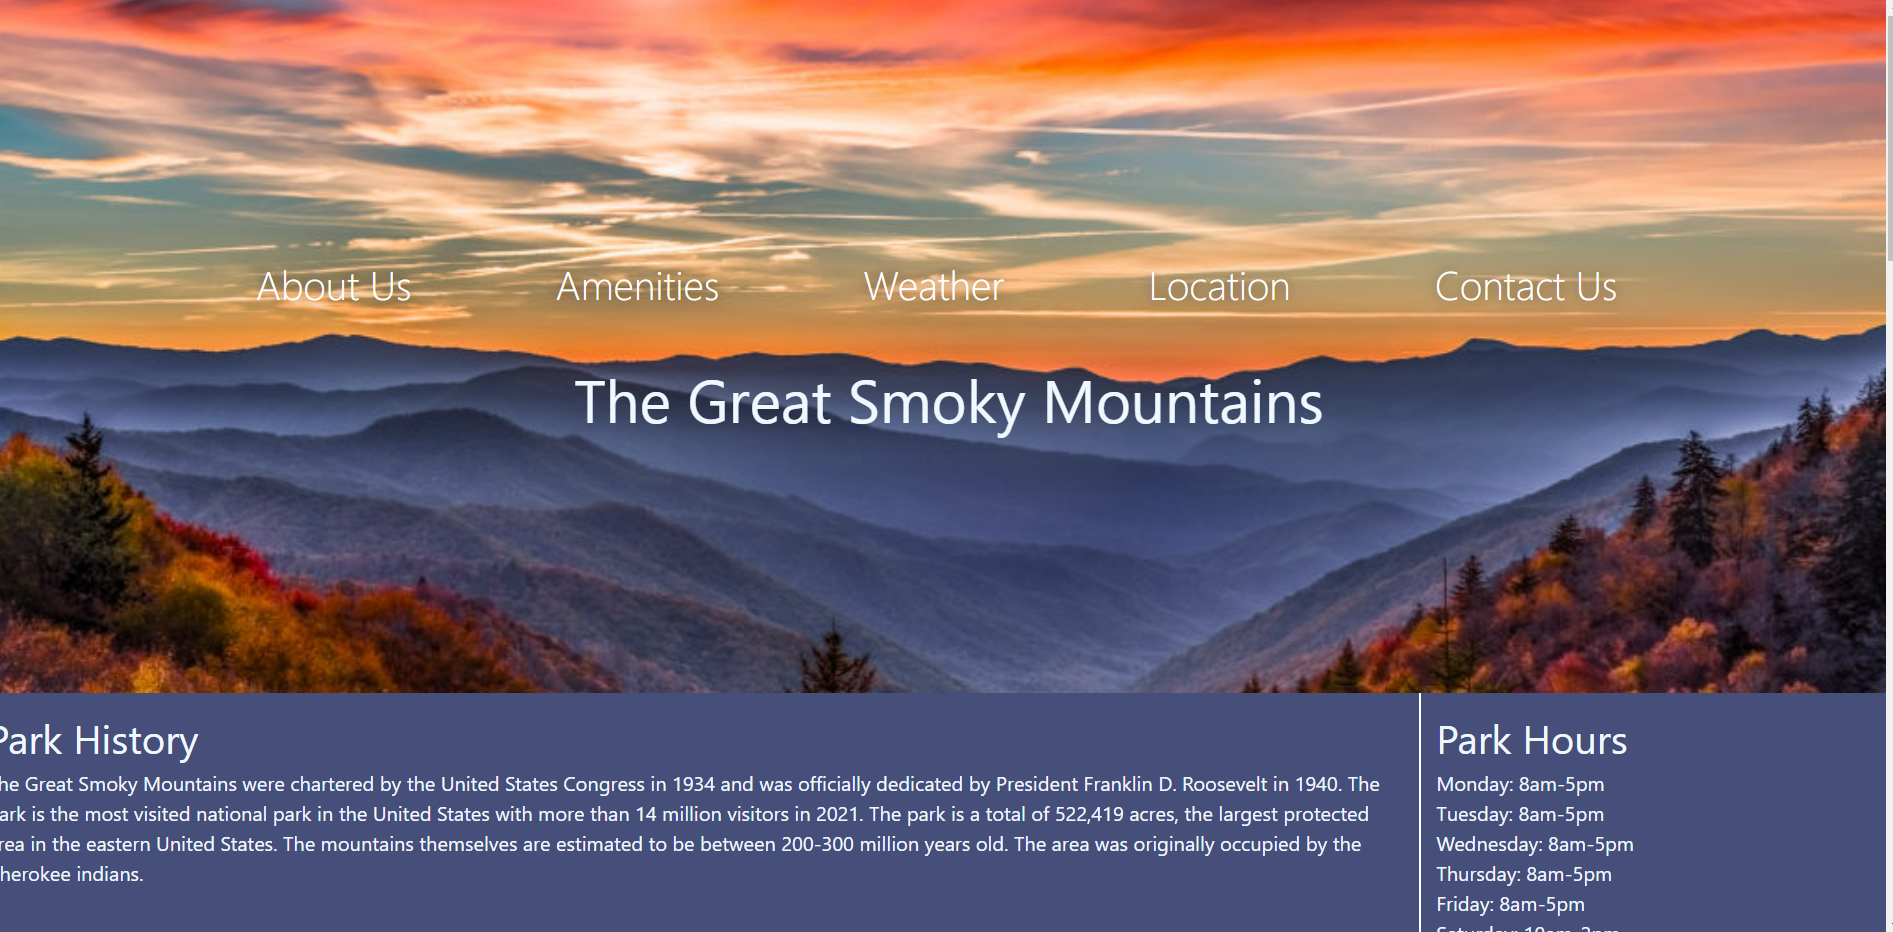 About Us Amenities Weather Location Contact Us
The Great Smoky Mountains
Park History
he Great Smoky Mountains were chartered by the United States Congress in 1934 and was officially dedicated by President Franklin D. Roosevelt in 1940. The
ark is the most visited national park in the United States with more than 14 million visitors in 2021. The park is a total of 522,419 acres, the largest protected
rea in the eastern United States. The mountains themselves are estimated to be between 200-300 million years old. The area was originally occupied by the
herokee indians.
Park Hours
Monday: 8am-5pm
Tuesday: 8am-5pm
Wednesday: 8am-5pm
Thursday: 8am-5pm
Friday: 8am-5pm